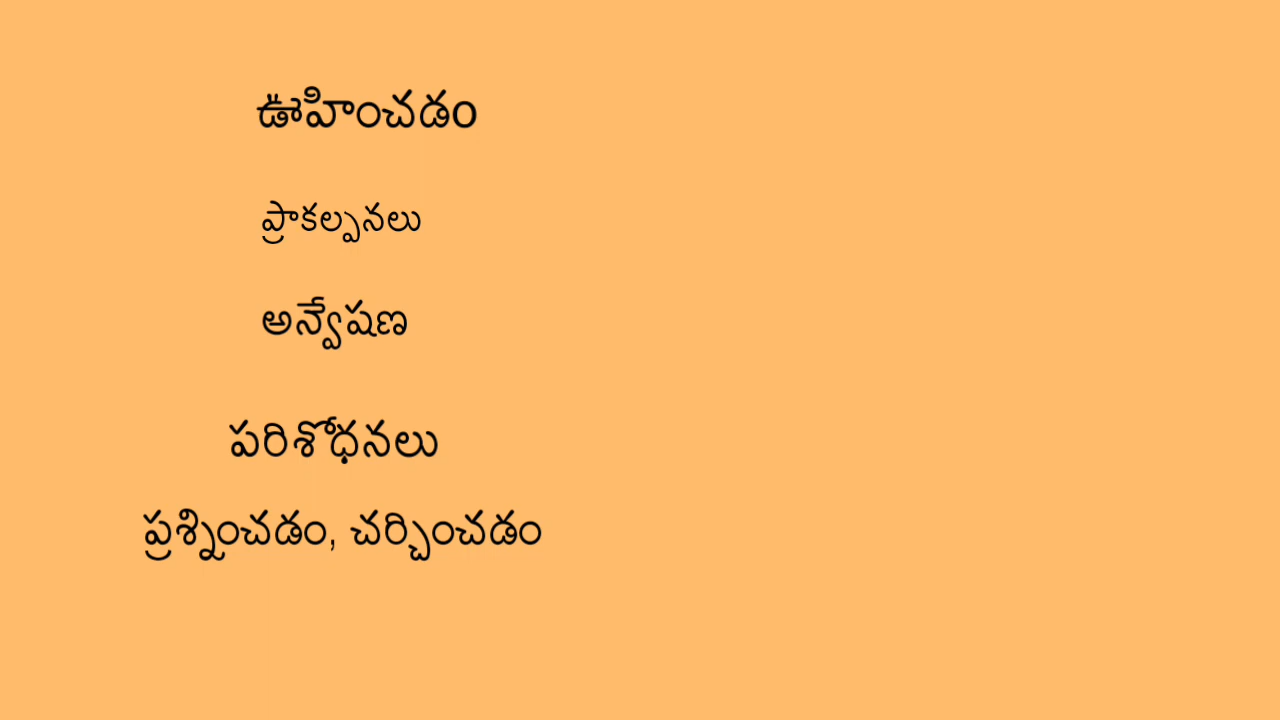 ఊహించడం
ప్రాకల్పనలు
అన్వేషణ
పరిశోధనలు
ప్రశ్నించడం, చర్చించడం